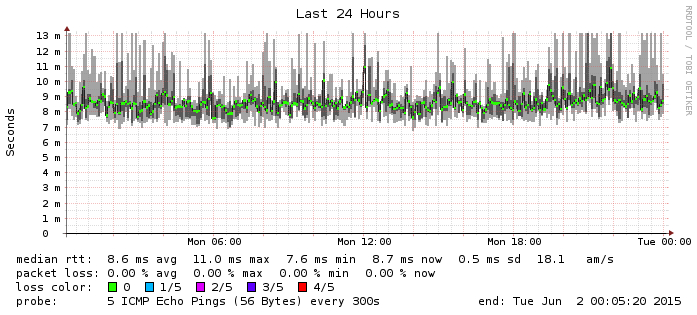 Last 24 Hours
RRDTOOL / TOBI OETIKER
Seconds
13 m
12 m
11 m
10 m
9 m
8 m
7 m
6 m
5 m
4 m
3 m
2 m
1 m
0
Mon 06:00 Mon 12:00 Mon 18:00 Tue 00:00
median rtt: 8.6 ms avg 11.0 ms max 7.6 ms min 8.7 ms now 0.5 ms sd 18.1 am/s
packet loss: 0.00 % avg 0.00 % max 0.00 % min 0.00 % now
loss color: 0 1/5 2/5 3/5 4/5
probe: 5 ICMP Echo Pings (56 Bytes) every 300s end: Tue Jun 2 00:05:20 2015